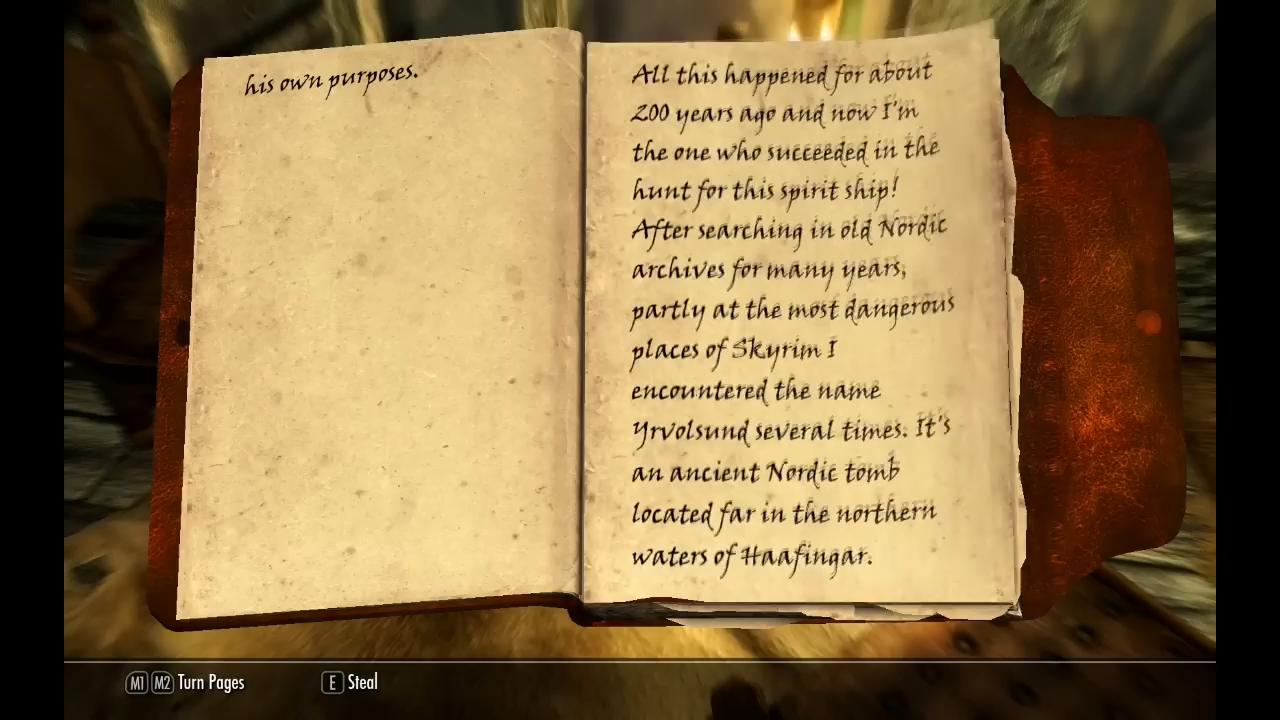 his own purposes.
All this happened for about
200 years ago and now I'm
the one who succeeded in the
hunt for this spirit ship!
After searching in old Nordic
archives for many years,
partly at the most dangerous
places of Skyrim I
encountered the name
Yrvolsund several times. It's
an ancient Nordic tomb
located far in the northern
waters of Haafingar.
M1 M2 Turn Pages
E Steal